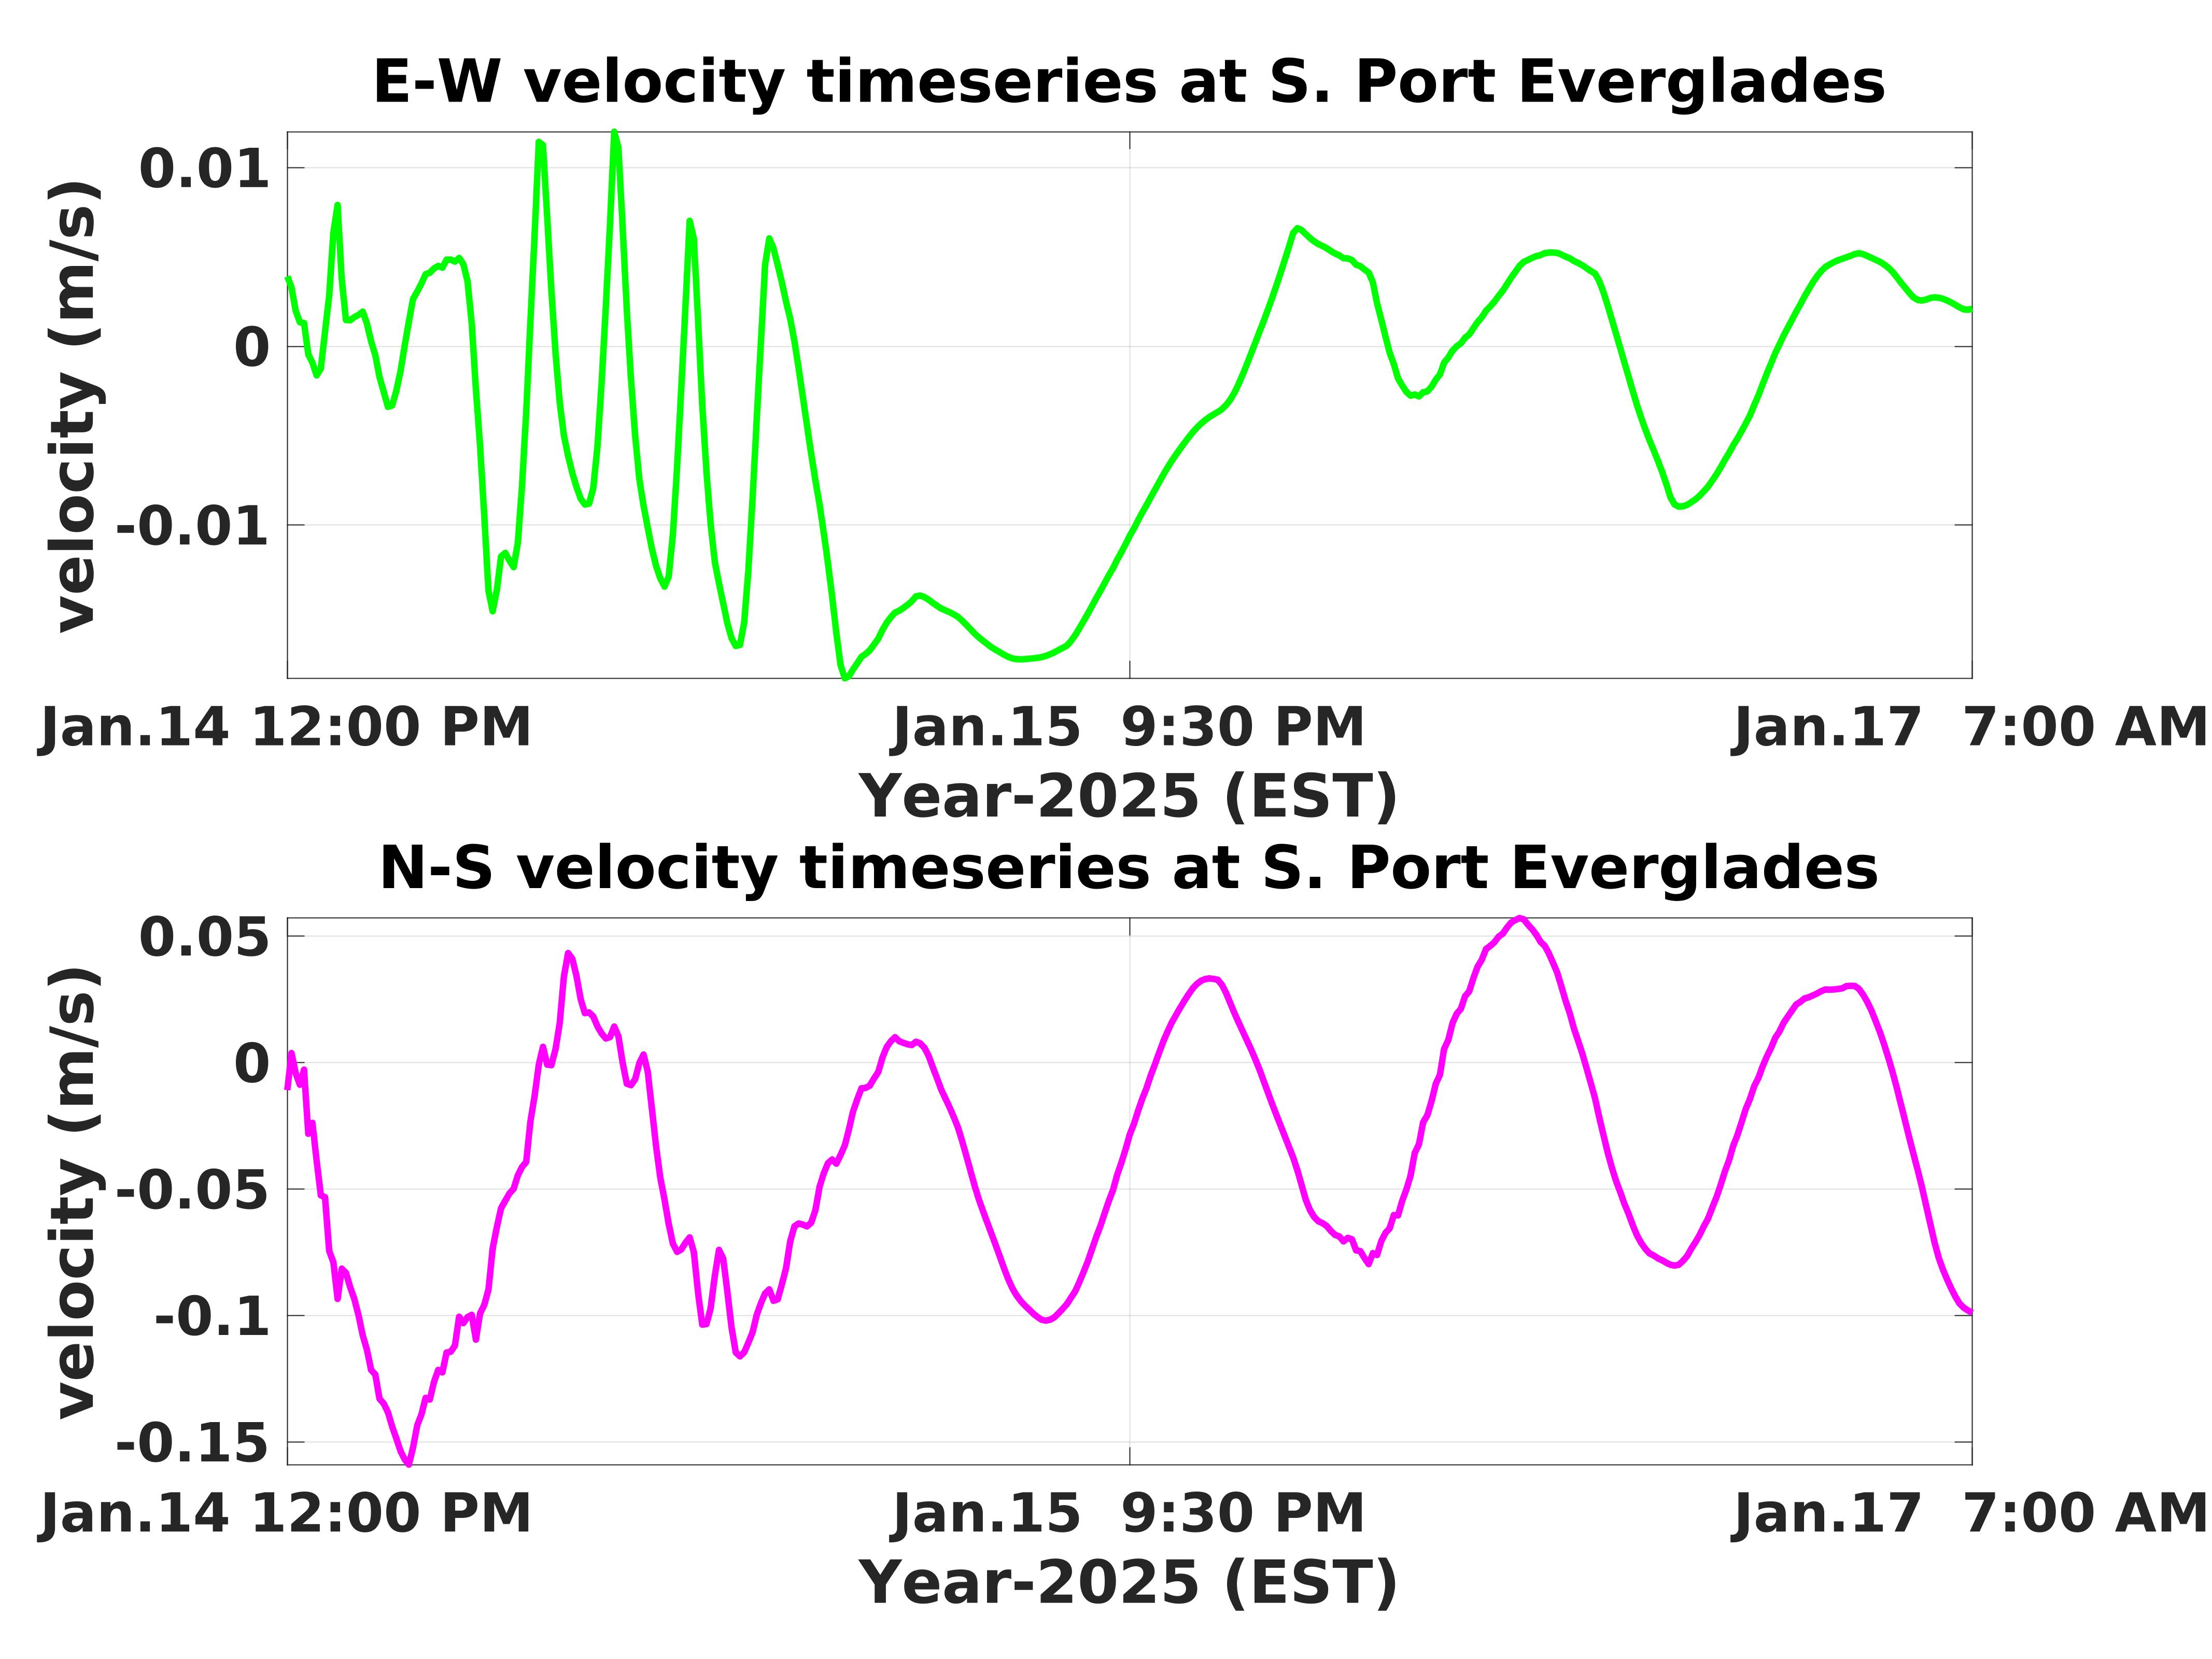 E-W velocity timeseries at S. Port Everglades
velocity (m/s)
0.01
0
-0.01
Jan.14 12:00 PM
Jan.15 9:30 PM
Jan.17 7:00 AM
Year-2025 (EST)
N-S velocity timeseries at S. Port Everglades
velocity (m/s)
0.05
0
-0.05
-0.1
-0.15
Jan.14 12:00 PM
Jan.15 9:30 PM
Jan.17 7:00 AM
Year-2025 (EST)